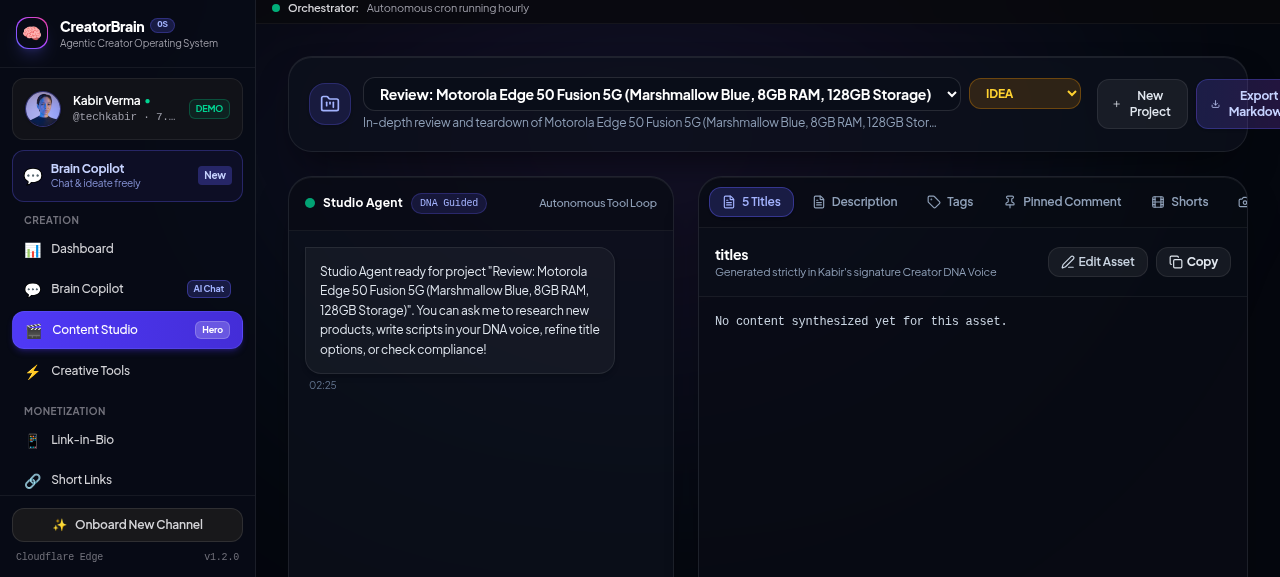 CreatorBrain OS
Agentic Creator Operating System
Kabir Verma
@techkabir · 7.…
DEMO
Brain Copilot
Chat & ideate freely
New
CREATION
Dashboard
Brain Copilot
AI Chat
Content Studio
Hero
Creative Tools
MONETIZATION
Link-in-Bio
Short Links
Onboard New Channel
Cloudflare Edge
v1.2.0
Orchestrator: Autonomous cron running hourly
Review: Motorola Edge 50 Fusion 5G (Marshmallow Blue, 8GB RAM, 128GB Storage)
In-depth review and teardown of Motorola Edge 50 Fusion 5G (Marshmallow Blue, 8GB RAM, 128GB Stor...
IDEA
New
Project
Export
Markdow
Studio Agent
DNA Guided
Autonomous Tool Loop
Studio Agent ready for project "Review: Motorola
Edge 50 Fusion 5G (Marshmallow Blue, 8GB RAM,
128GB Storage)". You can ask me to research new
products, write scripts in your DNA voice, refine title
options, or check compliance!
02:25
5 Titles
Description
Tags
Pinned Comment
Shorts
titles
Generated strictly in Kabir's signature Creator DNA Voice
Edit Asset
Copy
No content synthesized yet for this asset.